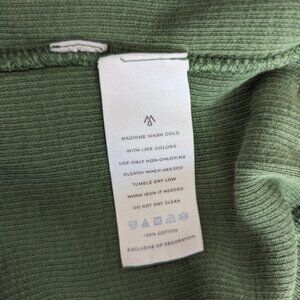 MACHINE WASH COLD
WITH LIKE COLORS
USE ONLY NON-CHLORINE
BLEACH WHEN NEEDED
TUMBLE DRY LOW
WARM IRON IF NEEDED
DO NOT DRY CLEAN
100% COTTON
EXCLUSIVE OF DECORATION